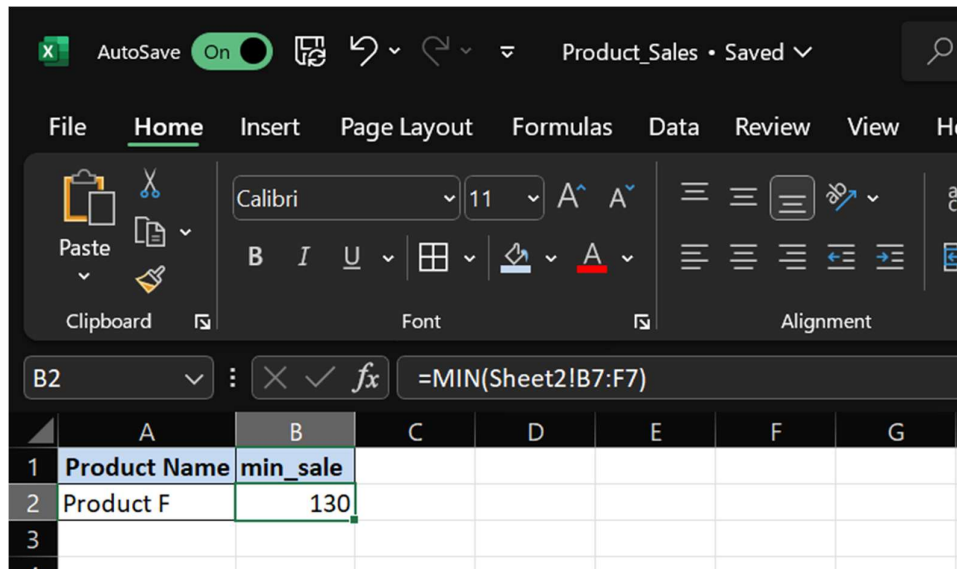 AutoSave On Product_Sales • Saved
File Home Insert Page Layout Formulas Data Review View
Calibri 11 A A
Paste B I U A
Clipboard Font Alignment
B2 fx =MIN(Sheet2!B7:F7)
A B C D E F G
1 Product Name min_sale
2 Product F 130
3